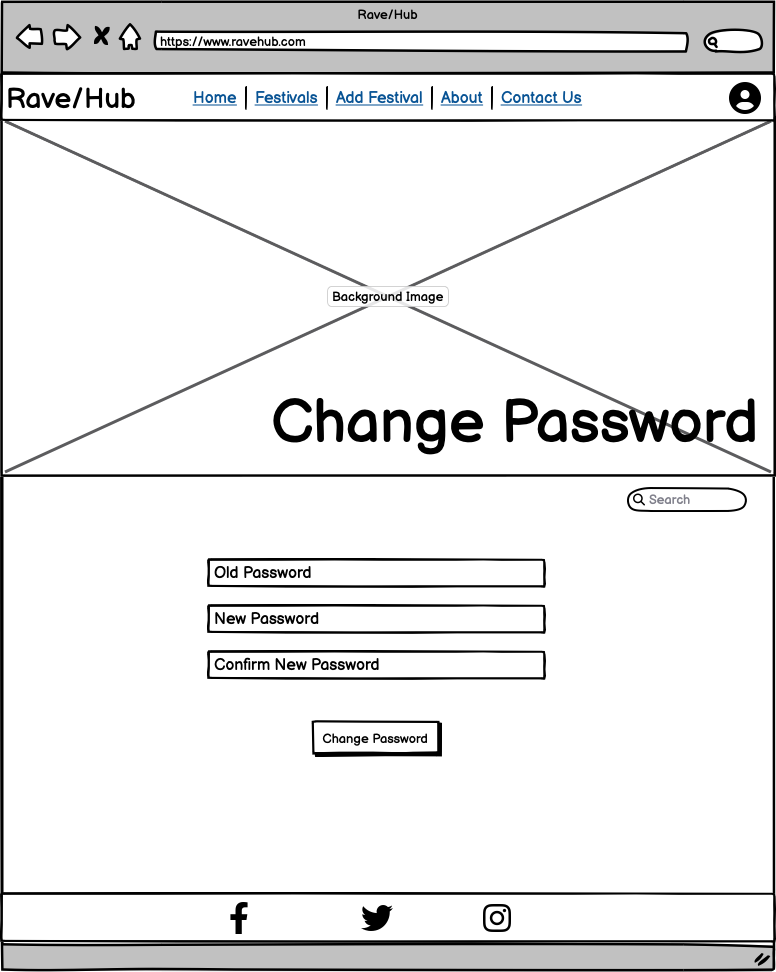 Rave/Hub
https://www.ravehub.com
Rave/Hub
Home | Festivals | Add Festival | About | Contact Us
Background Image
Change Password
Search
Old Password
New Password
Confirm New Password
Change Password